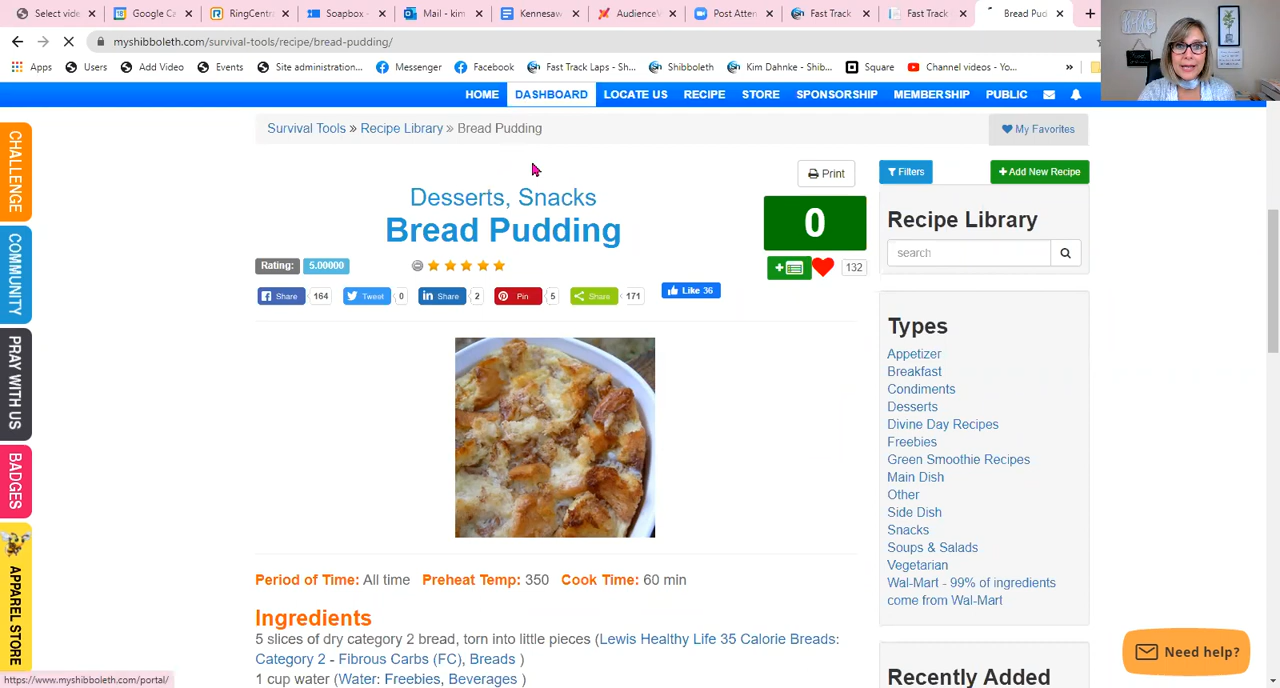 Select vide
Google Ca
RingCentra
Soapbox -
Mail - kim
Kennesaw
AudienceV
Post Atten
Fast Track
Fast Track
Bread Pud
myshibboleth.com/survival-tools/recipe/bread-pudding/
Apps
Users
Add Video
Events
Site administration...
Messenger
Facebook
Fast Track Laps - Sh...
Shibboleth
Kim Dahnke - Shib...
Square
Channel videos - Yo...
»
HOME
DASHBOARD
LOCATE US
RECIPE
STORE
SPONSORSHIP
MEMBERSHIP
PUBLIC
CHALLENGE
COMMUNITY
PRAY WITH US
BADGES
APPAREL STORE
Survival Tools » Recipe Library » Bread Pudding
My Favorites
Print
Filters
+ Add New Recipe
Desserts, Snacks
Bread Pudding
0
132
Rating: 5.00000
Share 164
Tweet 0
Share 2
Pin 5
Share 171
Like 36
Recipe Library
search
Types
Appetizer
Breakfast
Condiments
Desserts
Divine Day Recipes
Freebies
Green Smoothie Recipes
Main Dish
Other
Side Dish
Snacks
Soups & Salads
Vegetarian
Wal-Mart - 99% of ingredients
come from Wal-Mart
Recently Added
Period of Time: All time Preheat Temp: 350 Cook Time: 60 min
Ingredients
5 slices of dry category 2 bread, torn into little pieces (Lewis Healthy Life 35 Calorie Breads:
Category 2 - Fibrous Carbs (FC), Breads )
1 cup water (Water: Freebies, Beverages )
Need help?
https://www.myshibboleth.com/portal/